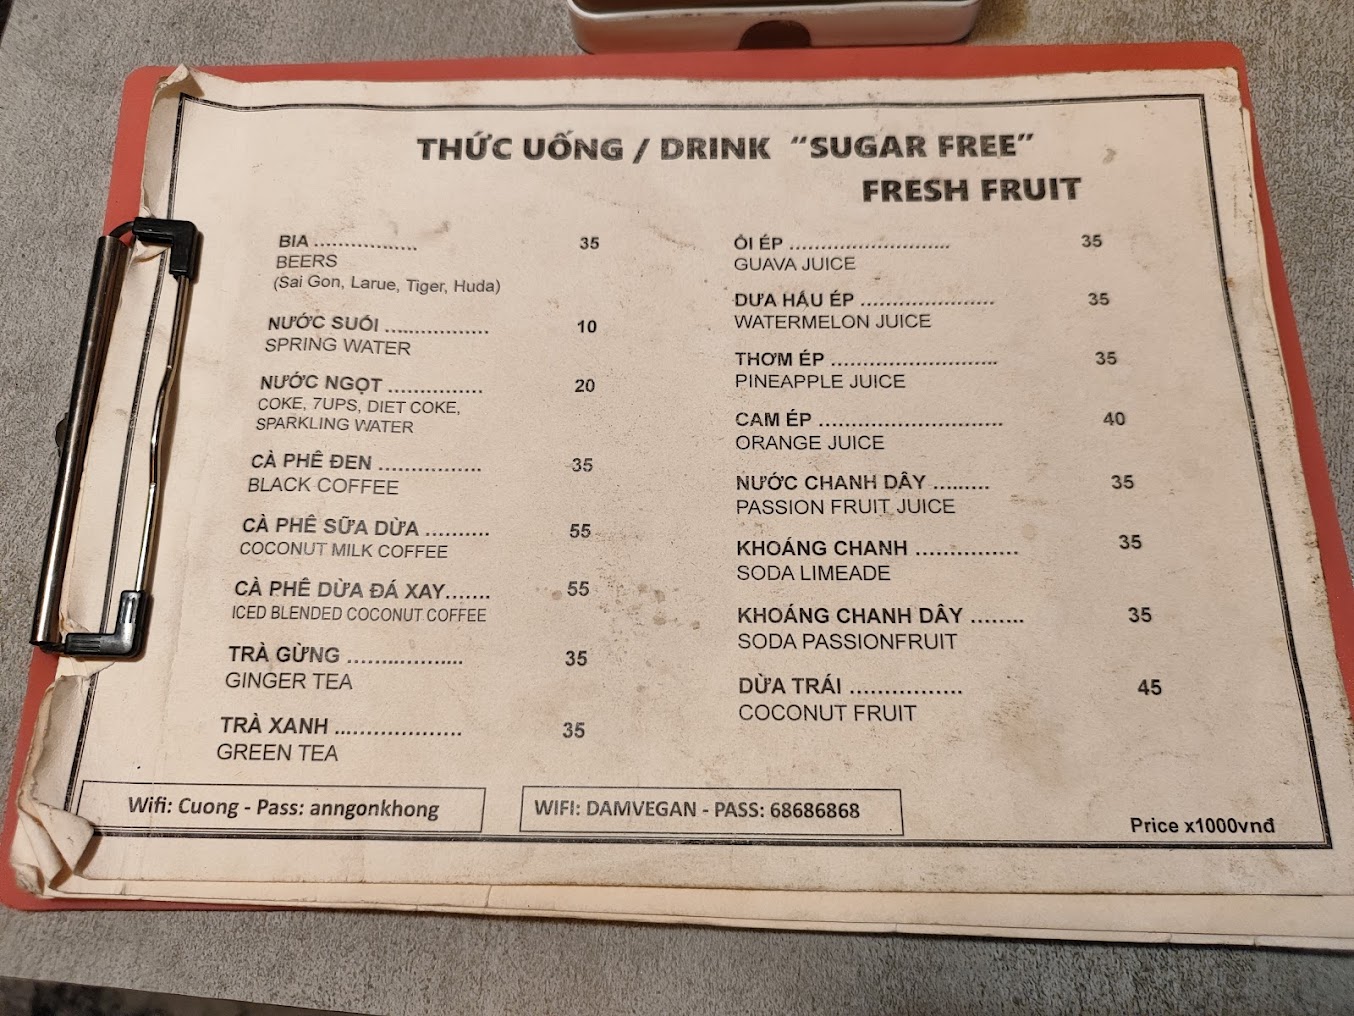 THỨC UỐNG / DRINK "SUGAR FREE"
FRESH FRUIT
BIA .................. 35
BEERS
(Sai Gon, Larue, Tiger, Huda)
NƯỚC SUỐI .................. 10
SPRING WATER
NƯỚC NGỌT ................ 20
COKE, 7UPS, DIET COKE,
SPARKLING WATER
CÀ PHÊ ĐEN ................. 35
BLACK COFFEE
CÀ PHÊ SỮA DỪA .......... 55
COCONUT MILK COFFEE
CÀ PHÊ DỪA ĐÁ XAY....... 55
ICED BLENDED COCONUT COFFEE
TRÀ GỪNG ................... 35
GINGER TEA
TRÀ XANH .................... 35
GREEN TEA
ỔI ÉP .......................... 35
GUAVA JUICE
DƯA HẤU ÉP ...................... 35
WATERMELON JUICE
THƠM ÉP ........................... 35
PINEAPPLE JUICE
CAM ÉP .............................. 40
ORANGE JUICE
NƯỚC CHANH DÂY ......... 35
PASSION FRUIT JUICE
KHOÁNG CHANH ................. 35
SODA LIMEADE
KHOÁNG CHANH DÂY ........ 35
SODA PASSIONFRUIT
DỪA TRÁI .................. 45
COCONUT FRUIT
Wifi: Cuong - Pass: anngonkhong
WIFI: DAMVEGAN - PASS: 68686868
Price x1000vnđ